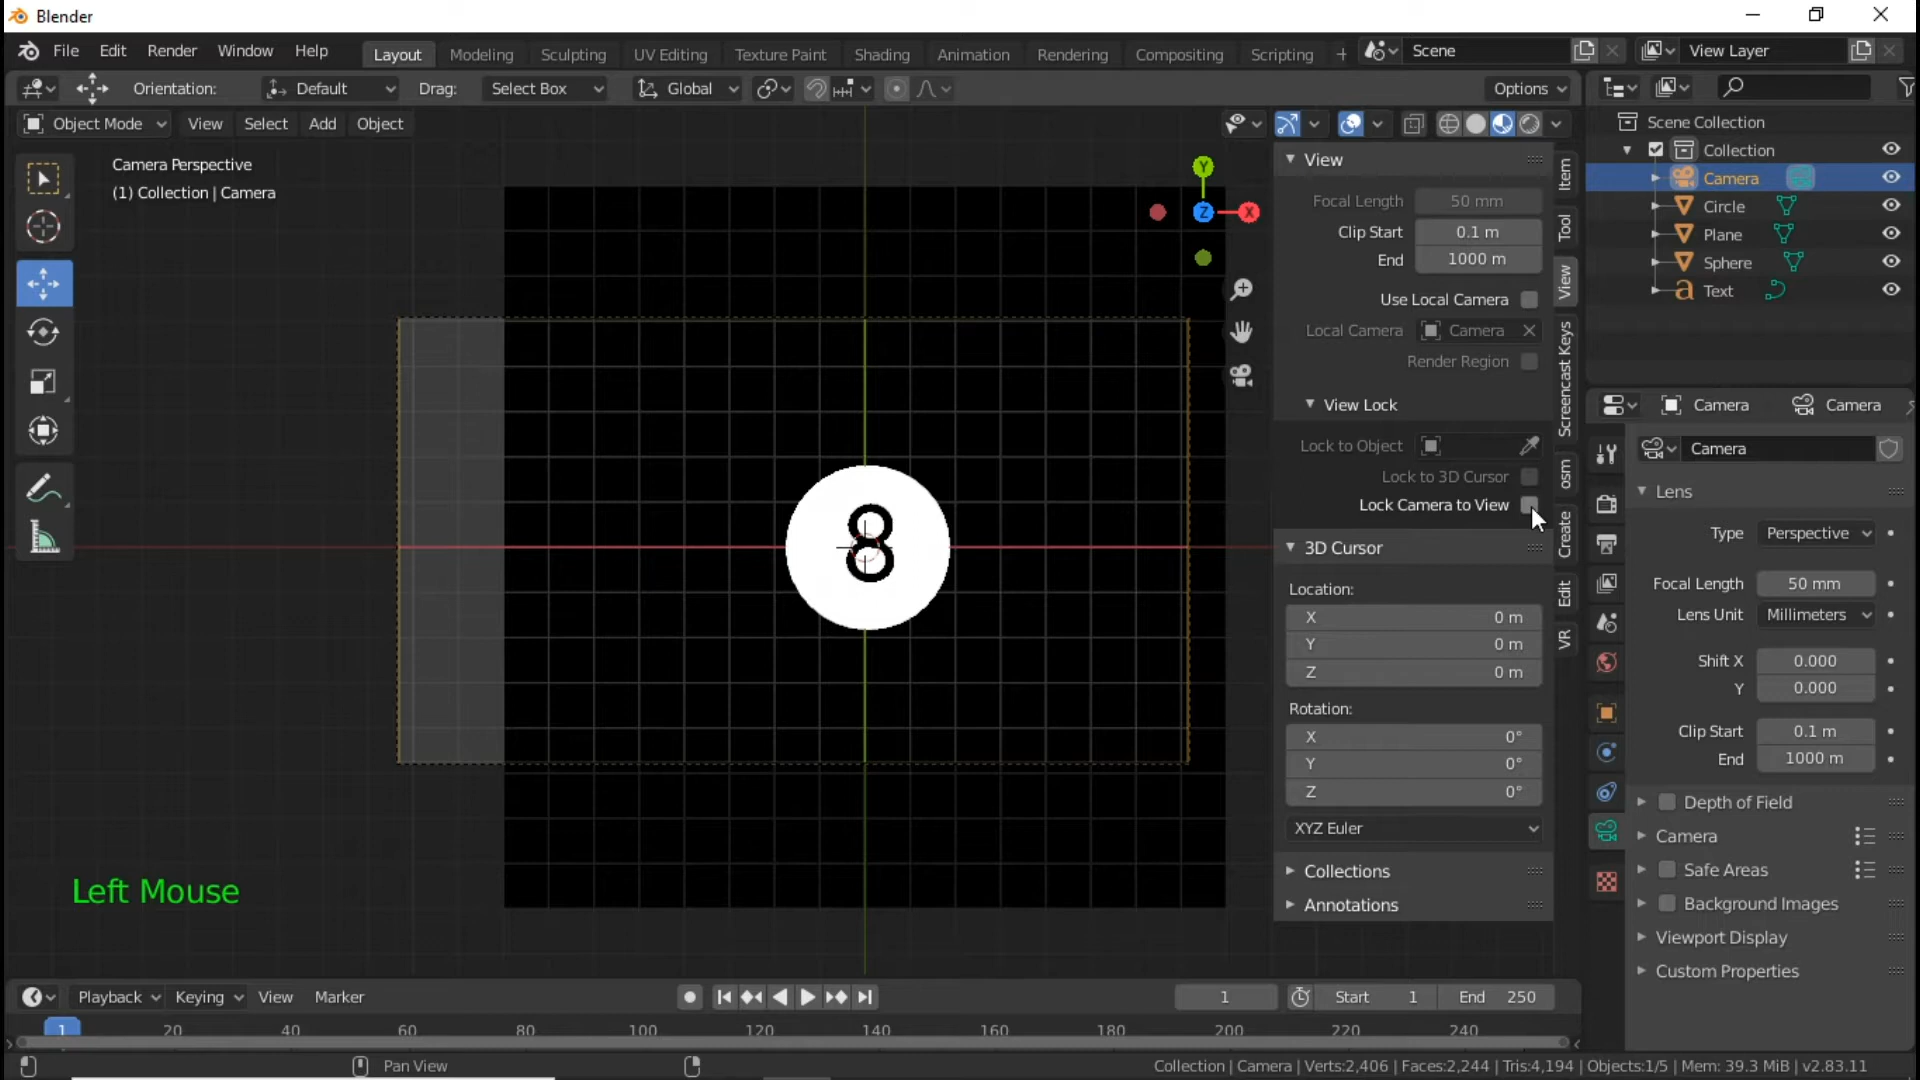 Blender
File Edit Render Window Help Layout Modeling Sculpting UV Editing Texture Paint Shading Animation Rendering Compositing Scripting + Scene View Layer
Orientation: Default Drag: Select Box Global Options
Object Mode View Select Add Object
Camera Perspective
(1) Collection | Camera
Y
Z
X
8
View
Focal Length 50 mm
Clip Start 0.1 m
End 1000 m
Use Local Camera
Local Camera Camera
Render Region
View Lock
Lock to Object
Lock to 3D Cursor
Lock Camera to View
3D Cursor
Location:
X 0 m
Y 0 m
Z 0 m
Rotation:
X 0°
Y 0°
Z 0°
XYZ Euler
Collections
Annotations
Item
Tool
View
Screencast Keys
osm
Create
Edit
VR
Scene Collection
Collection
Camera
Circle
Plane
Sphere
Text
Camera Camera
Camera
Lens
Type Perspective
Focal Length 50 mm
Lens Unit Millimeters
Shift X 0.000
Y 0.000
Clip Start 0.1 m
End 1000 m
Depth of Field
Camera
Safe Areas
Background Images
Viewport Display
Custom Properties
Left Mouse
Playback Keying View Marker 1 Start 1 End 250
1 20 40 60 80 100 120 140 160 180 200 220 240
Pan View Collection | Camera | Verts:2,406 | Faces:2,244 | Tris:4,194 | Objects:1/5 | Mem: 39.3 MiB | v2.83.11